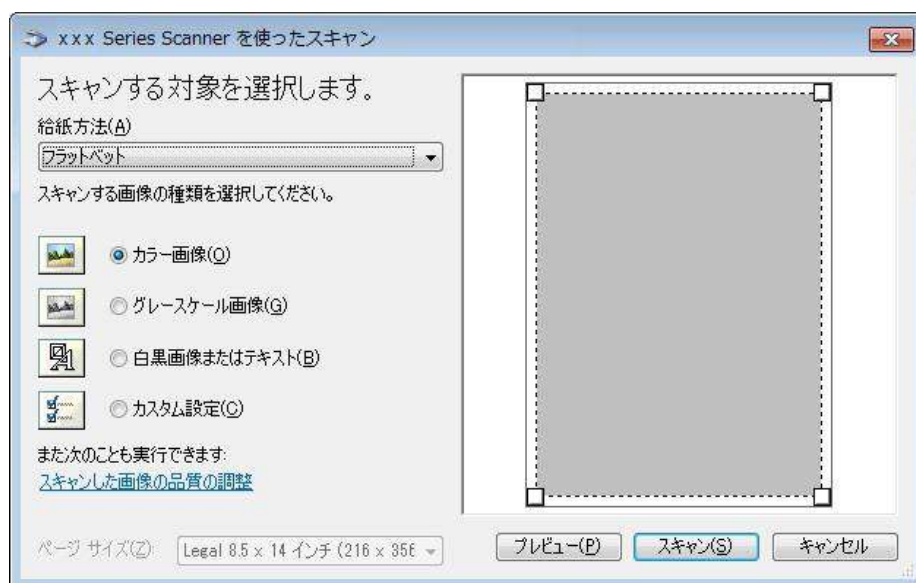 xxx Series Scanner を使ったスキャン
スキャンする対象を選択します。
給紙方法(A)
フラットベット
スキャンする画像の種類を選択してください。
カラー画像(O)
グレースケール画像(G)
白黒画像またはテキスト(B)
カスタム設定(C)
また次のことも実行できます:
スキャンした画像の品質の調整
ページ サイズ(Z):
Legal 8.5 x 14 インチ (216 x 356
プレビュー(P)
スキャン(S)
キャンセル